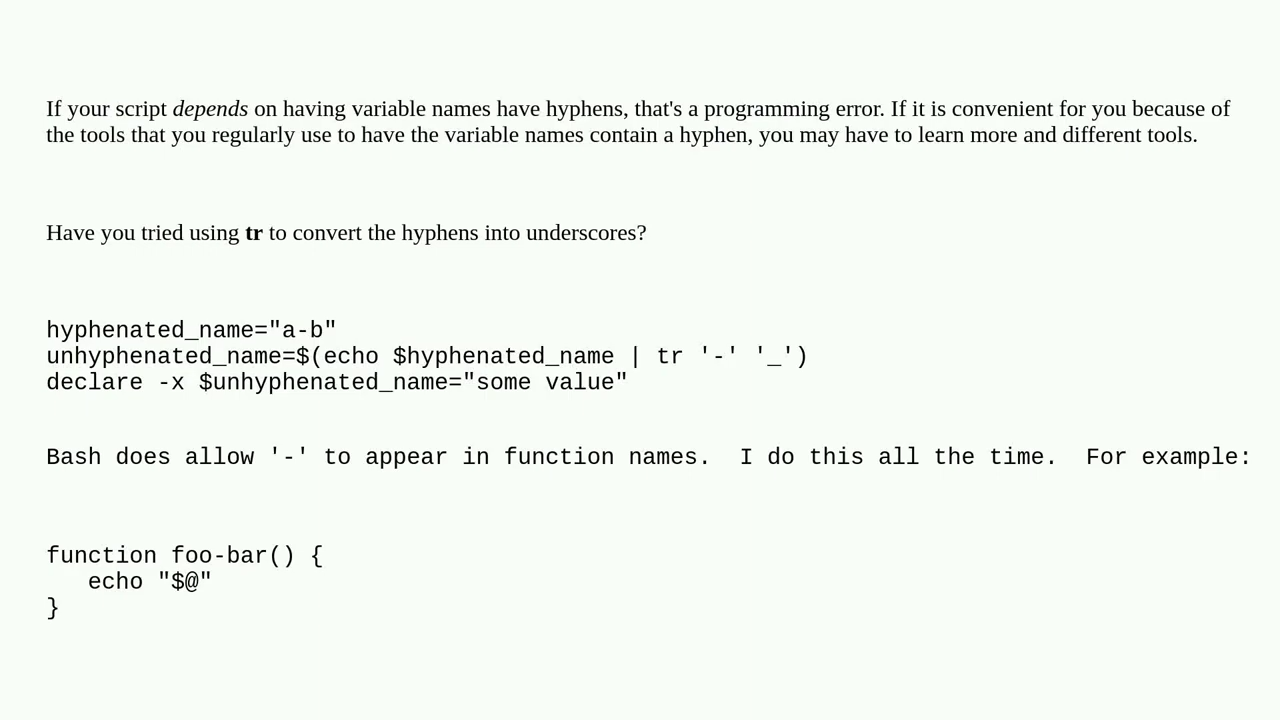 If your script depends on having variable names have hyphens, that's a programming error. If it is convenient for you because of
the tools that you regularly use to have the variable names contain a hyphen, you may have to learn more and different tools.
Have you tried using tr to convert the hyphens into underscores?
hyphenated_name="a-b"
unhyphenated_name=$(echo $hyphenated_name | tr '-' '_')
declare -x $unhyphenated_name="some value"
Bash does allow '-' to appear in function names.  I do this all the time.  For example:
function foo-bar() {
   echo "$@"
}